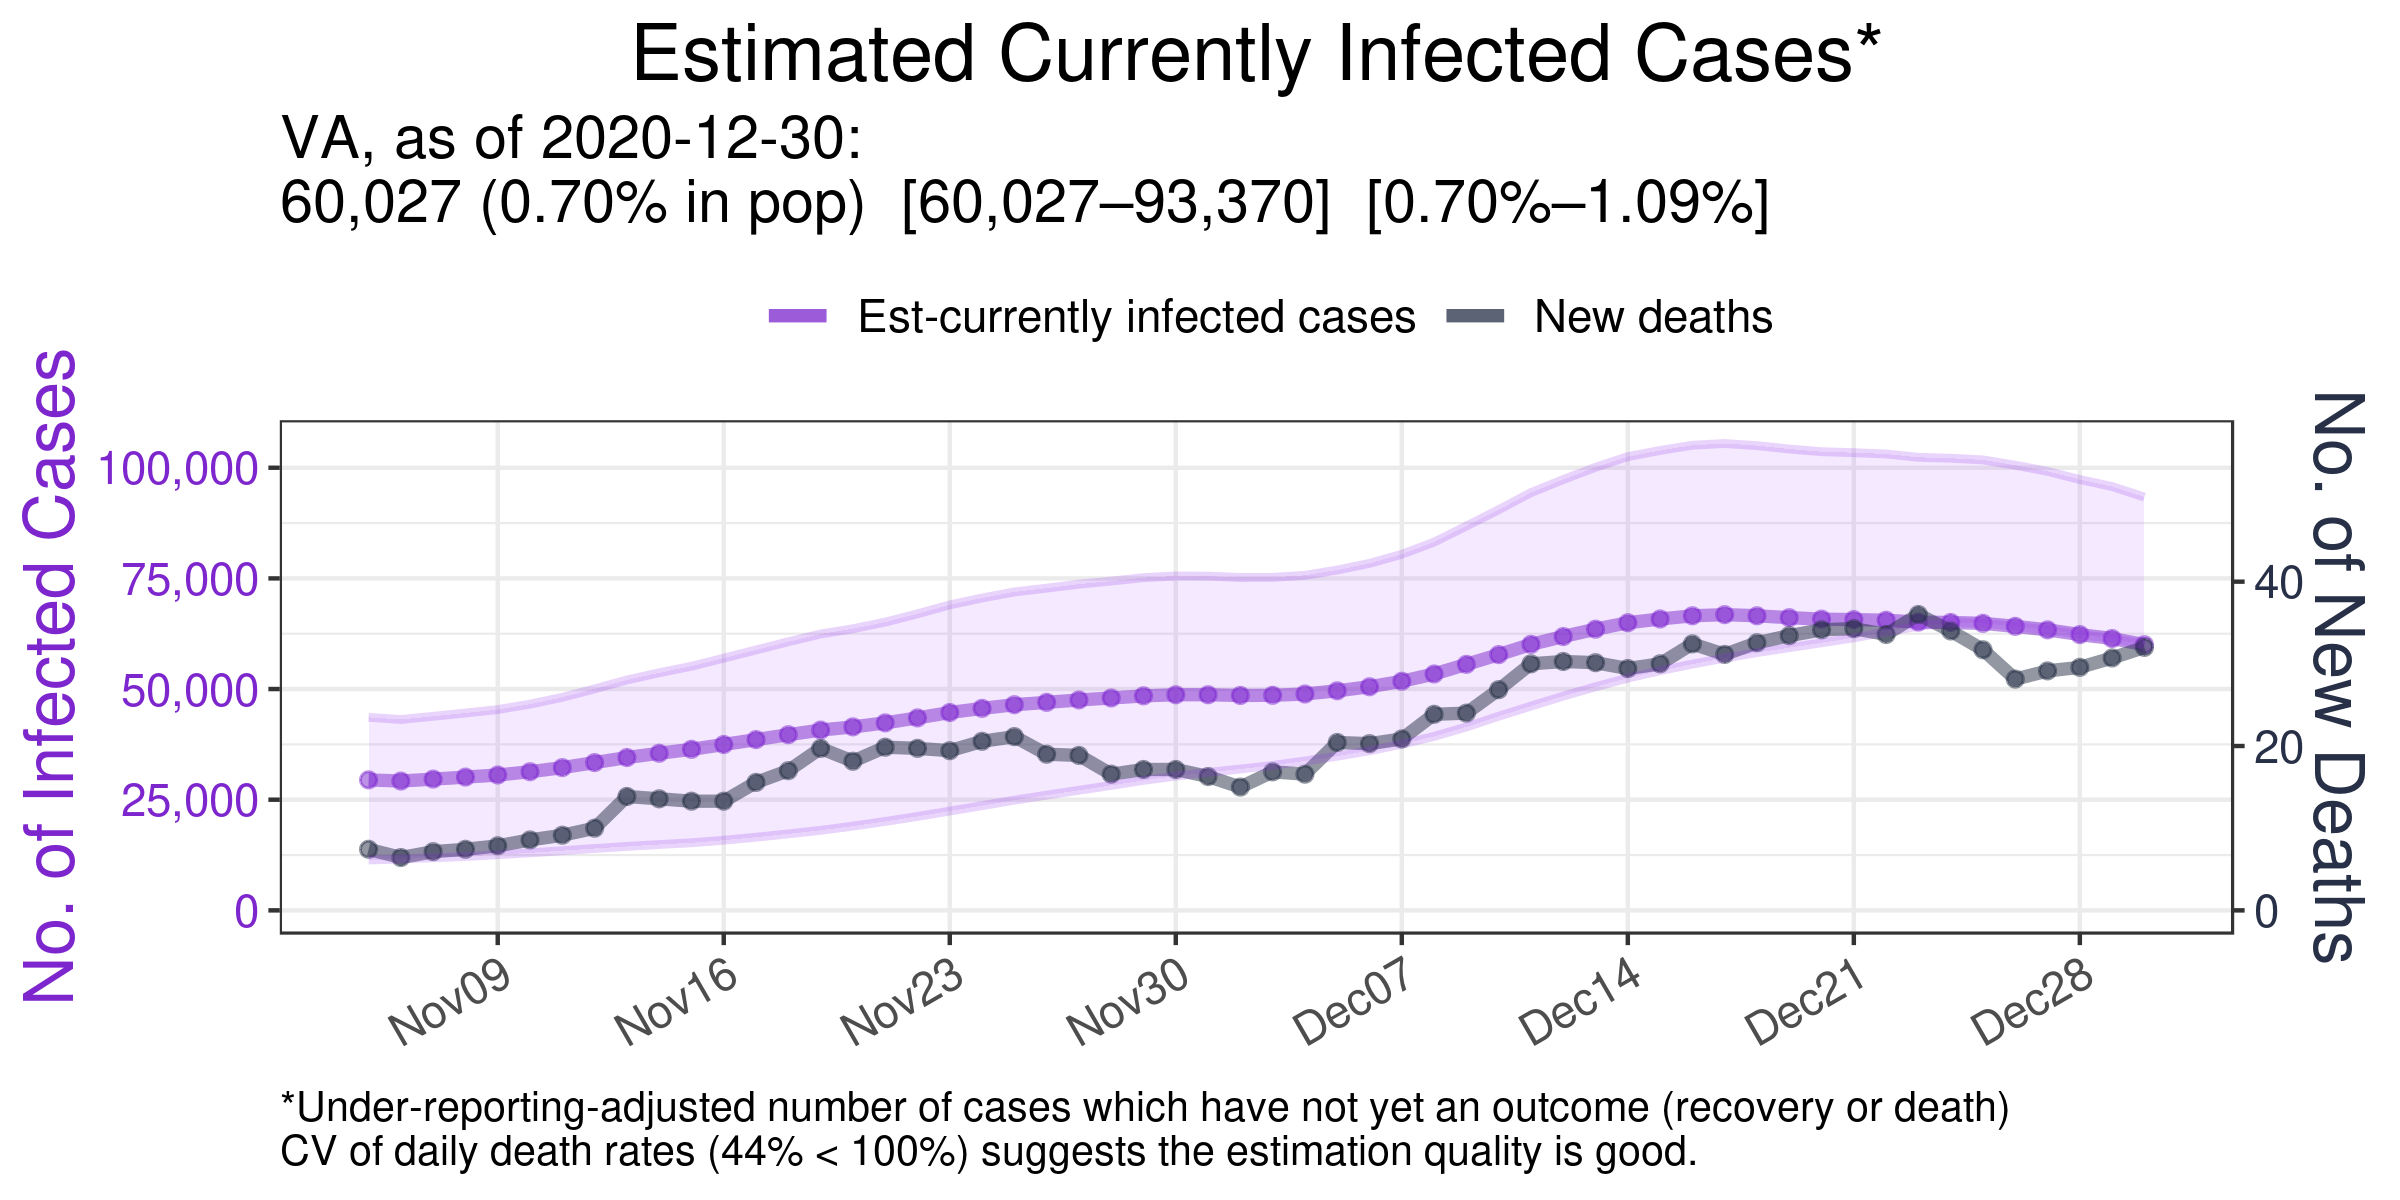 Estimated Currently Infected Cases*
VA, as of 2020-12-30:
60,027 (0.70% in pop)  [60,027–93,370]  [0.70%–1.09%]
Est-currently infected cases
New deaths
No. of Infected Cases
100,000
75,000
50,000
25,000
0
No. of New Deaths
40
20
0
Nov09
Nov16
Nov23
Nov30
Dec07
Dec14
Dec21
Dec28
*Under-reporting-adjusted number of cases which have not yet an outcome (recovery or death)
CV of daily death rates (44% < 100%) suggests the estimation quality is good.